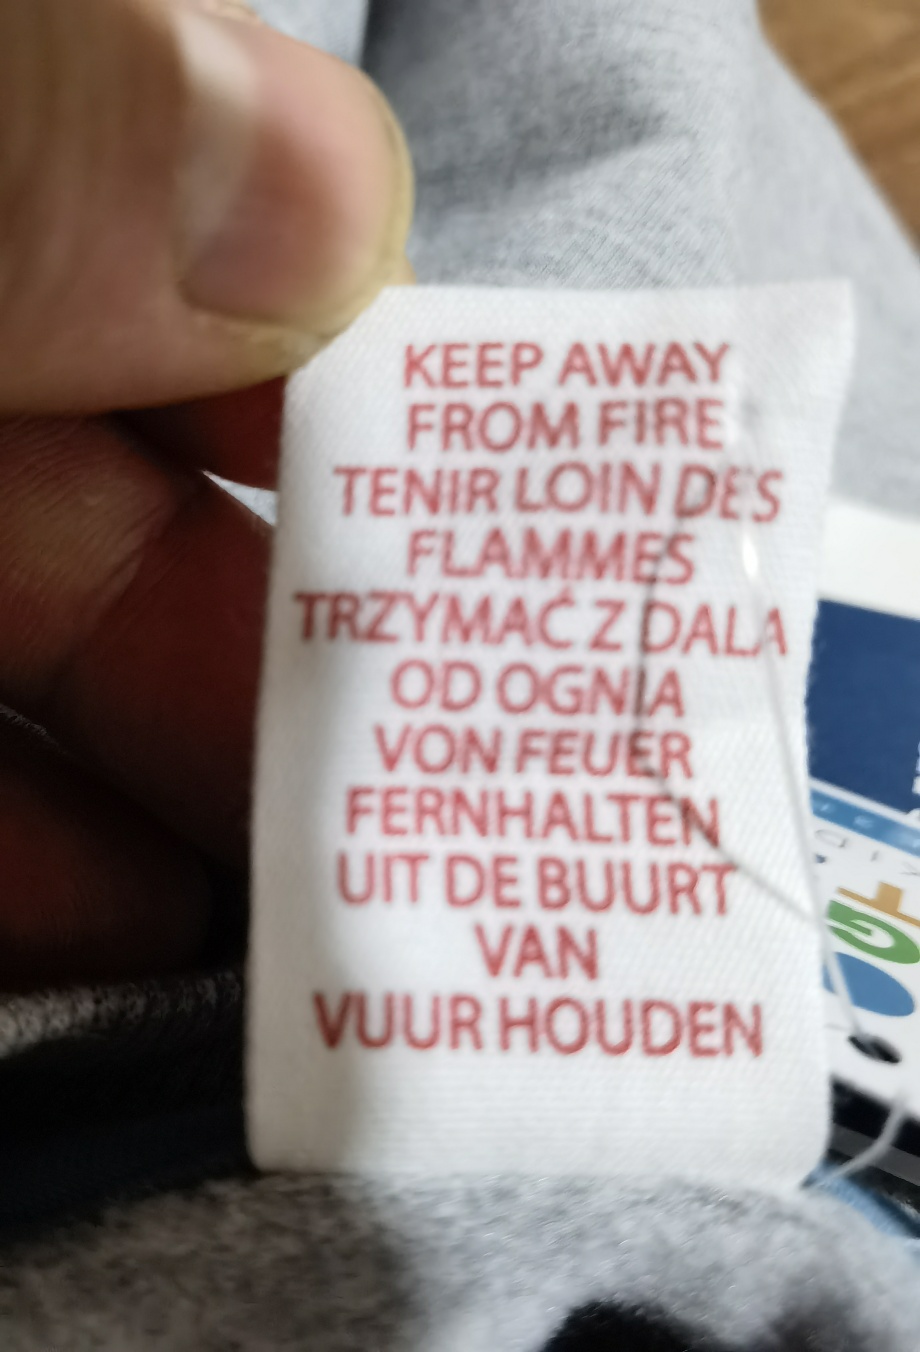 KEEP AWAY
FROM FIRE
TENIR LOIN DES
FLAMMES
TRZYMAĆ Z DALA
OD OGNIA
VON FEUER
FERNHALTEN
UIT DE BUURT
VAN
VUUR HOUDEN